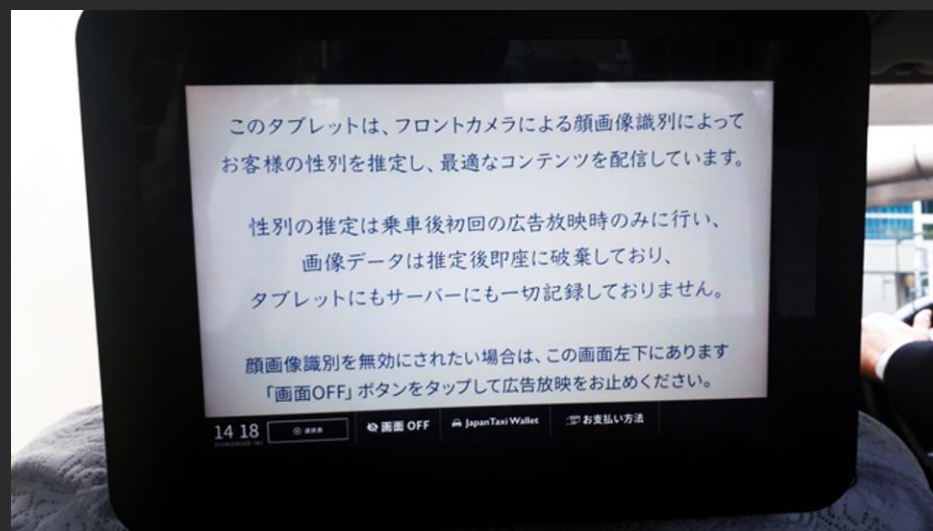 このタブレットは、フロントカメラによる顔画像識別によって
お客様の性別を推定し、最適なコンテンツを配信しています。
性別の推定は乗車後初回の広告放映時のみに行い、
画像データは推定後即座に破棄しており、
タブレットにもサーバーにも一切記録しておりません。
顔画像識別を無効にされたい場合は、この画面左下にあります
「画面OFF」ボタンをタップして広告放映をお止めください。
14 18 画面 OFF JapanTaxi Wallet お支払い方法